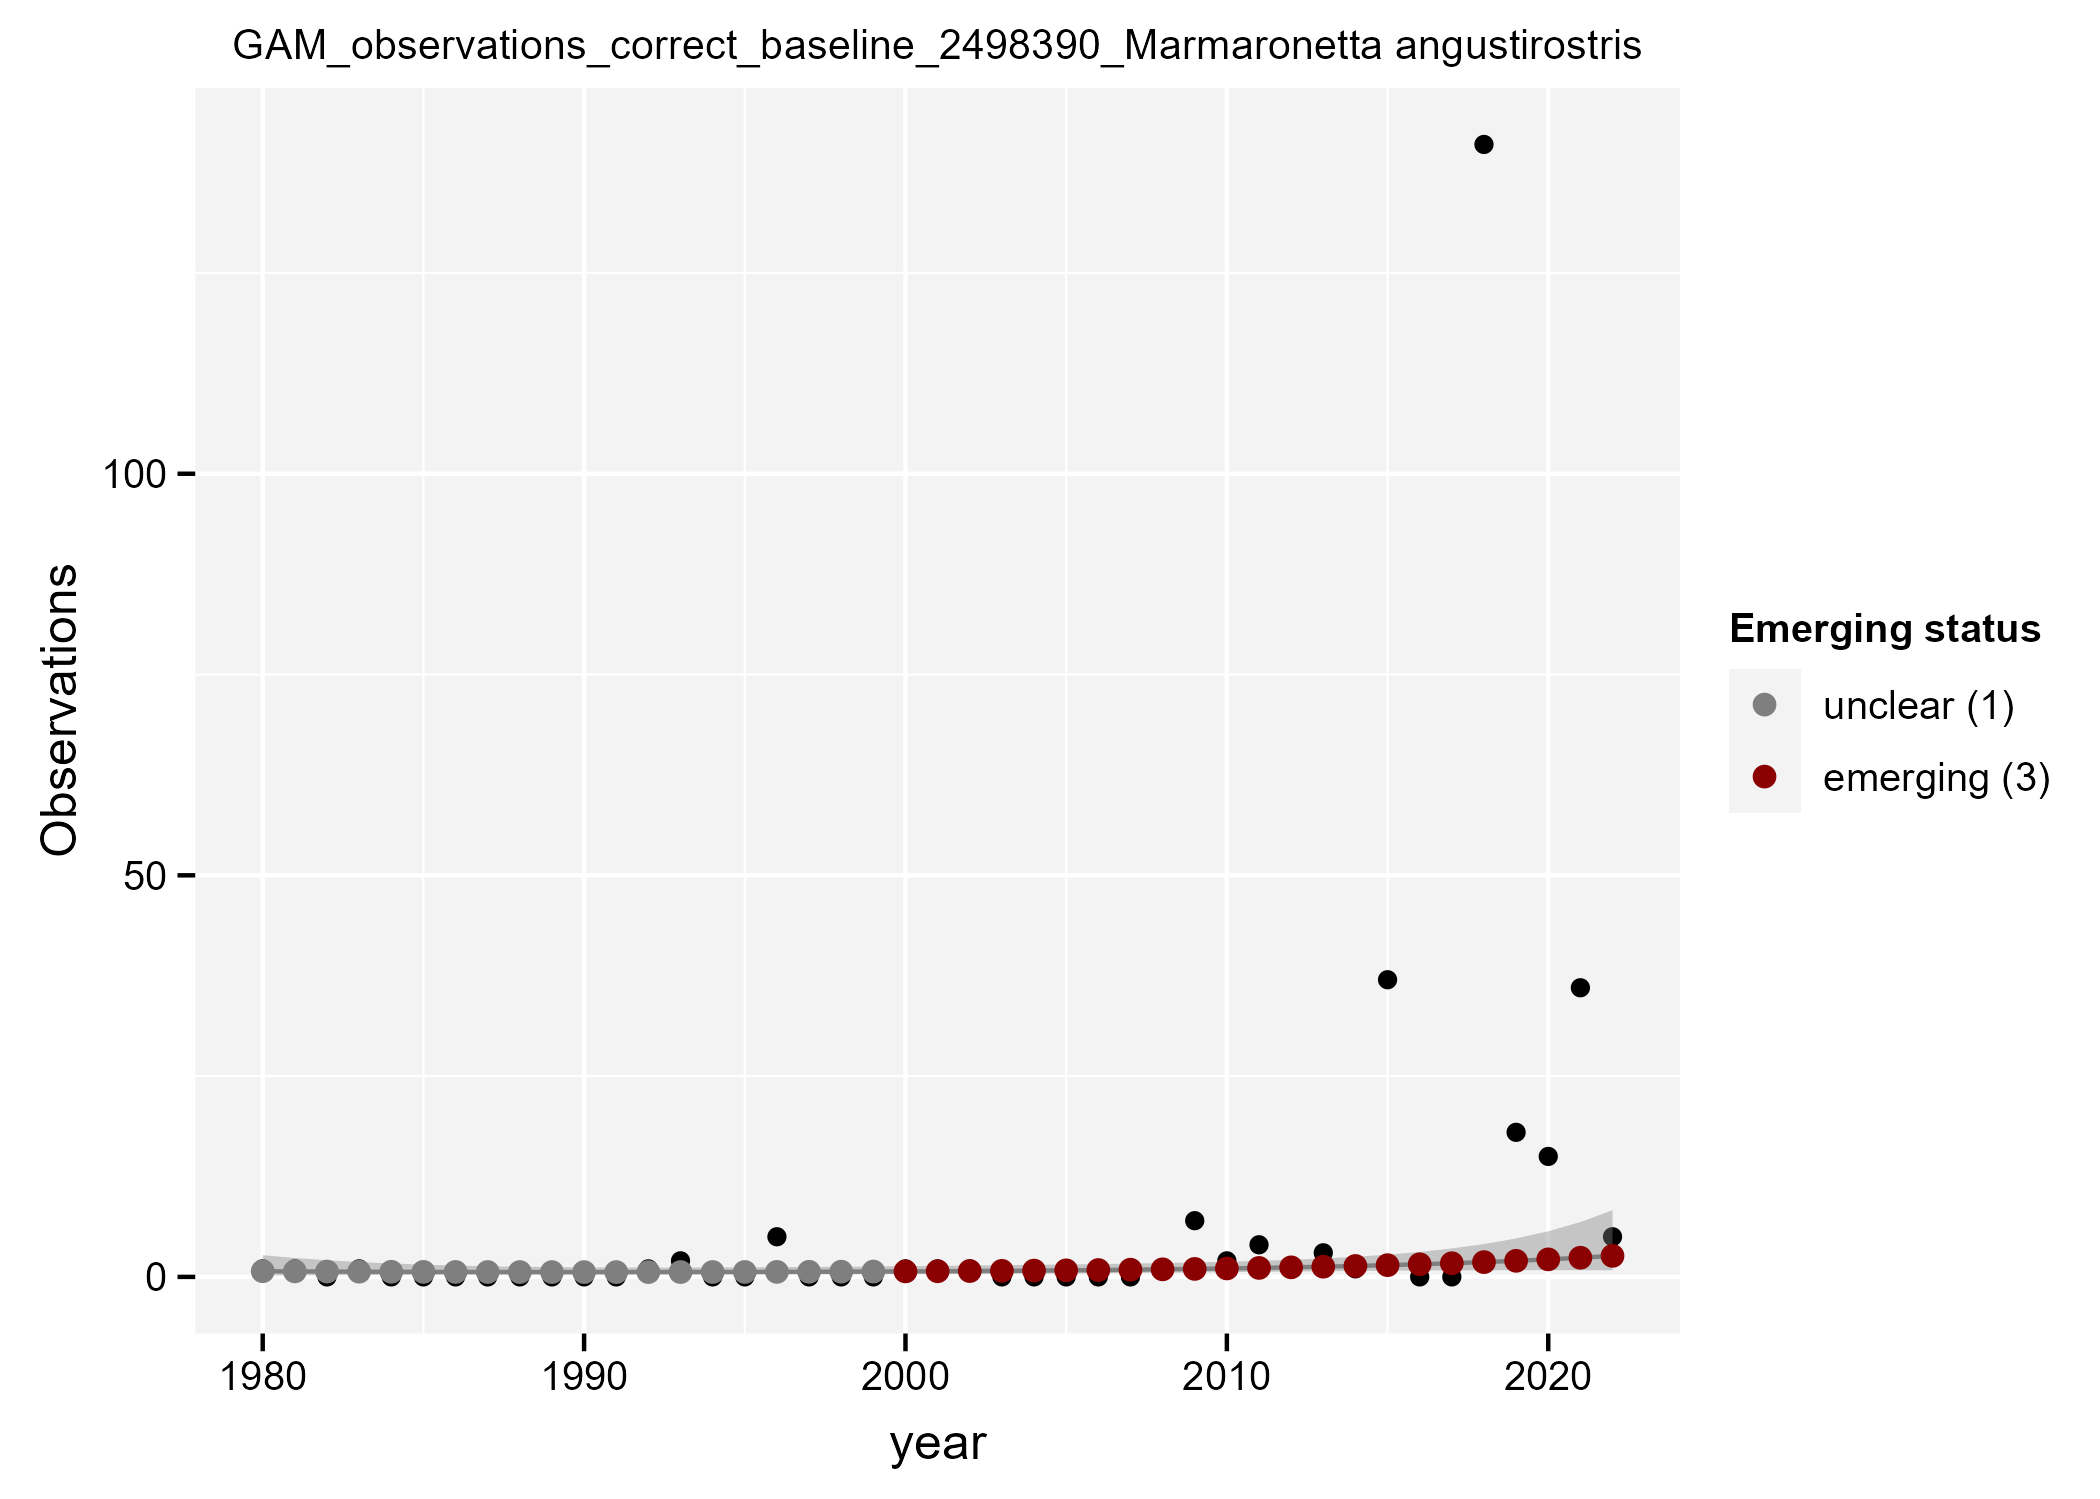 GAM_observations_correct_baseline_2498390_Marmaronetta angustirostris
Observations
100
50
0
1980
1990
2000
2010
2020
year
Emerging status
unclear (1)
emerging (3)